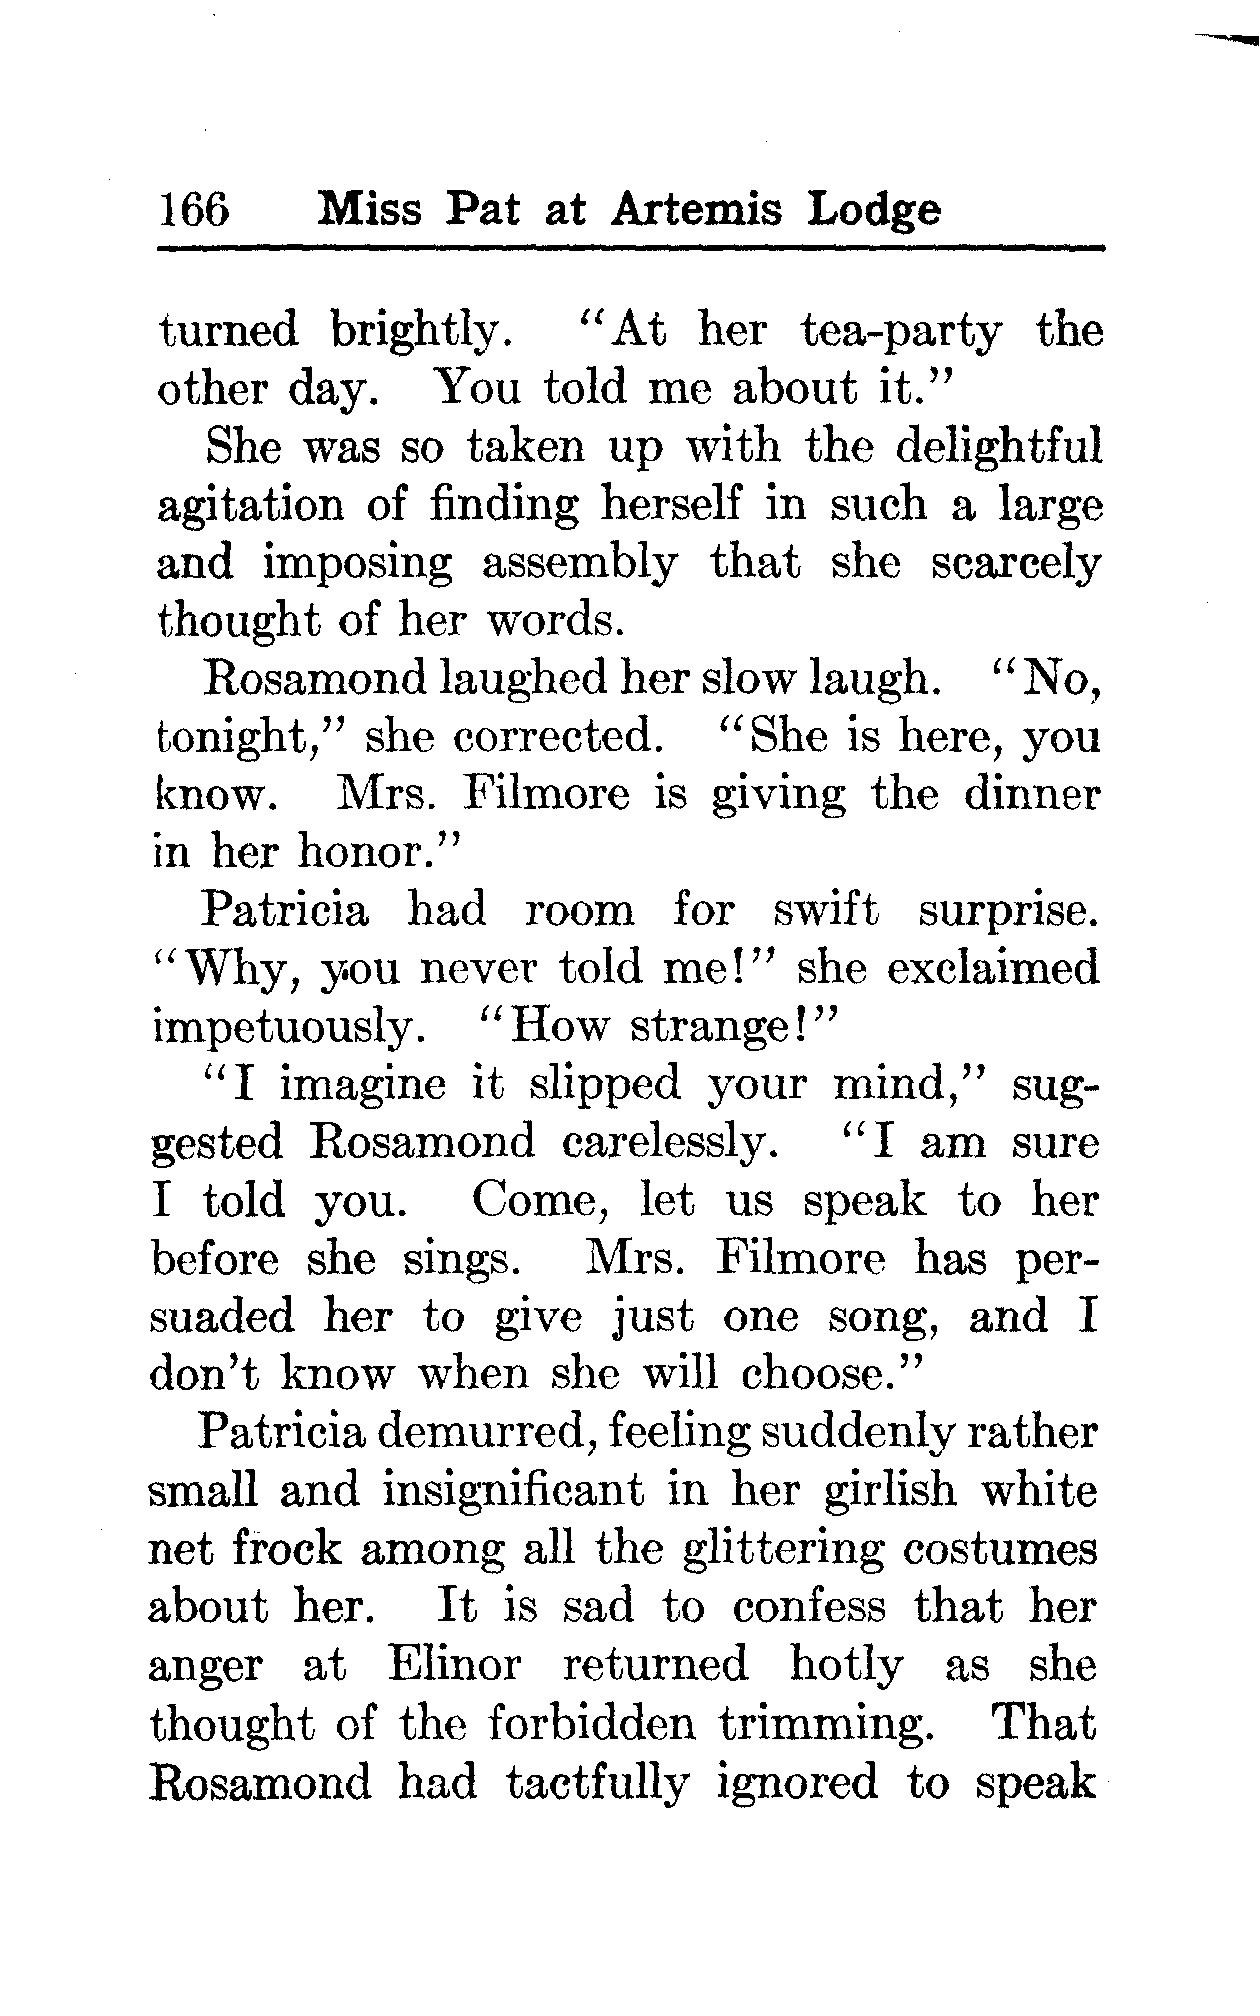 166 Miss Pat at Artemis Lodge
turned brightly. "At her tea-party the
other day. You told me about it."
She was so taken up with the delightful
agitation of finding herself in such a large
and imposing assembly that she scarcely
thought of her words.
Rosamond laughed her slow laugh. "No,
tonight," she corrected. "She is here, you
know. Mrs. Filmore is giving the dinner
in her honor."
Patricia had room for swift surprise.
"Why, you never told me!" she exclaimed
impetuously. "How strange!"
"I imagine it slipped your mind," sug-
gested Rosamond carelessly. "I am sure
I told you. Come, let us speak to her
before she sings. Mrs. Filmore has per-
suaded her to give just one song, and I
don't know when she will choose."
Patricia demurred, feeling suddenly rather
small and insignificant in her girlish white
net frock among all the glittering costumes
about her. It is sad to confess that her
anger at Elinor returned hotly as she
thought of the forbidden trimming. That
Rosamond had tactfully ignored to speak